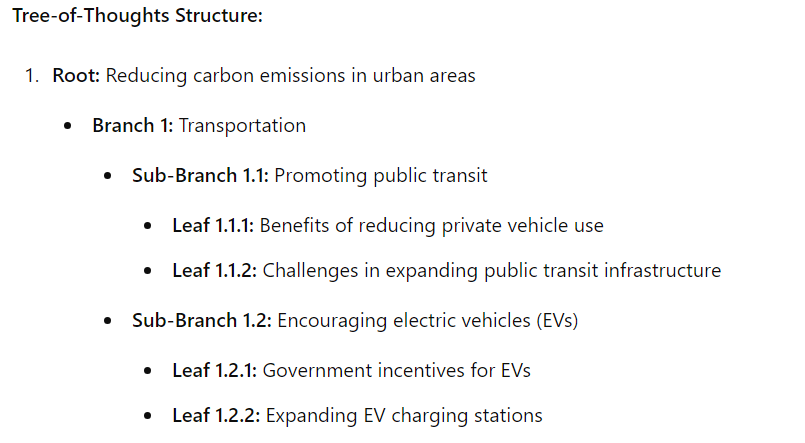 Tree-of-Thoughts Structure:
1. Root: Reducing carbon emissions in urban areas
• Branch 1: Transportation
• Sub-Branch 1.1: Promoting public transit
• Leaf 1.1.1: Benefits of reducing private vehicle use
• Leaf 1.1.2: Challenges in expanding public transit infrastructure
• Sub-Branch 1.2: Encouraging electric vehicles (EVs)
• Leaf 1.2.1: Government incentives for EVs
• Leaf 1.2.2: Expanding EV charging stations